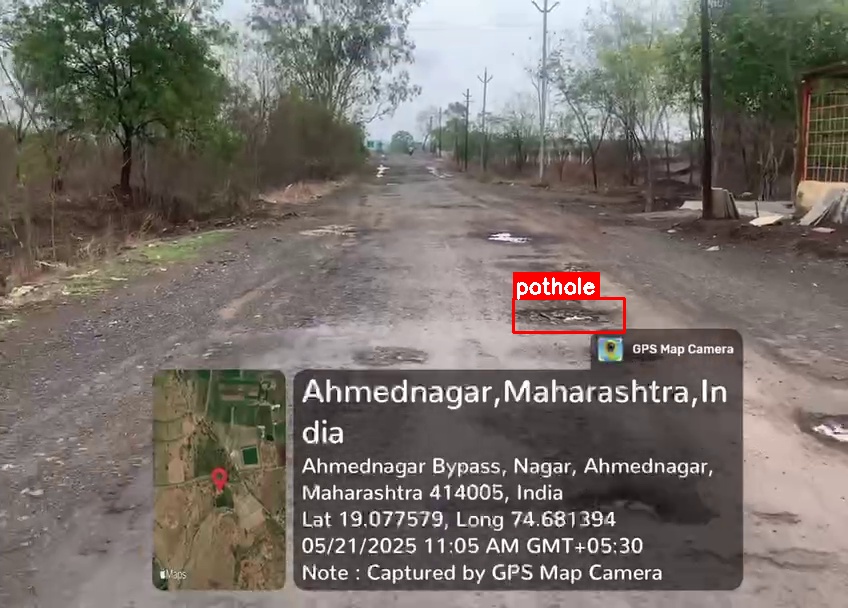 pothole
GPS Map Camera
Ahmednagar,Maharashtra,In
dia
Ahmednagar Bypass, Nagar, Ahmednagar,
Maharashtra 414005, India
Lat 19.077579, Long 74.681394
05/21/2025 11:05 AM GMT+05:30
Note : Captured by GPS Map Camera
Maps